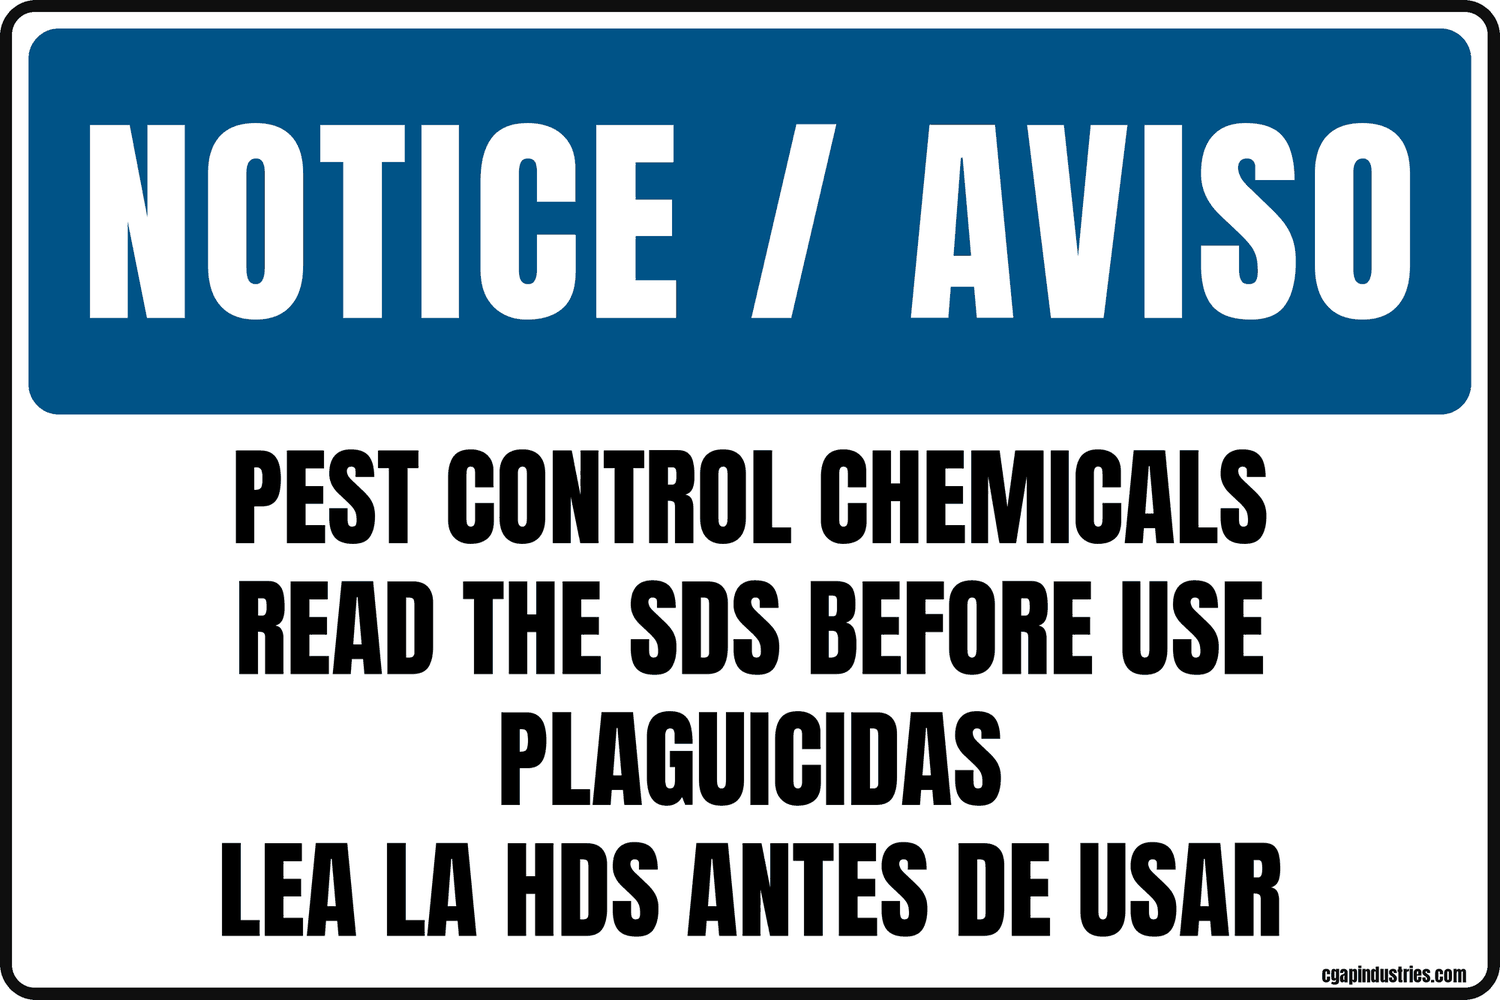 NOTICE / AVISO
PEST CONTROL CHEMICALS
READ THE SDS BEFORE USE
PLAGUICIDAS
LEA LA HDS ANTES DE USAR
cgapindustries.com